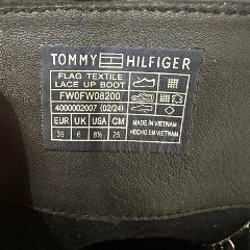 TOMMY HILFIGER
FLAG TEXTILE
LACE UP BOOT
FW0FW08200
4000002007 (02/24)
EUR UK USA CM
39 6 8½ 25
MADE IN VIETNAM
HECHO EN VIETNAM